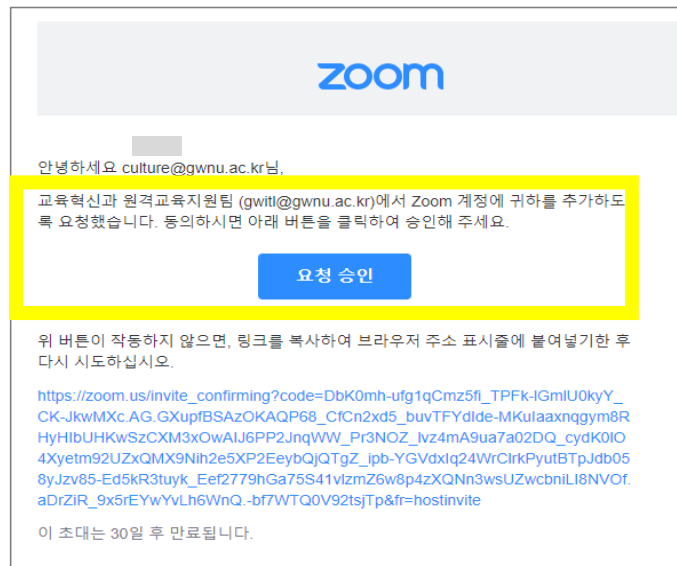 zoom
안녕하세요 culture@gwnu.ac.kr님,
교육혁신과 원격교육지원팀 (gwitl@gwnu.ac.kr)에서 Zoom 계정에 귀하를 추가하도
록 요청했습니다. 동의하시면 아래 버튼을 클릭하여 승인해 주세요.
요청 승인
위 버튼이 작동하지 않으면, 링크를 복사하여 브라우저 주소 표시줄에 붙여넣기한 후
다시 시도하십시오.
https://zoom.us/invite_confirming?code=DbK0mh-ufg1qCmz5fi_TPFk-IGmlU0kyY_
CK-JkwMXc.AG.GXupfBSAzOKAQP68_CfCn2xd5_buvTFYdIde-MKulaaxnqgym8R
HyHIbUHKwSzCXM3xOwAIJ6PP2JnqWW_Pr3NOZ_lvz4mA9ua7a02DQ_cydK0IO
4Xyetm92UZxQMX9Nih2e5XP2EeybQjQTgZ_ipb-YGVdxIq24WrClrkPyutBTpJdb05
8yJzv85-Ed5kR3tuyk_Eef2779hGa75S41vlzmZ6w8p4zXQNn3wsUZwcbniLI8NVOf.
aDrZiR_9x5rEYwYvLh6WnQ.-bf7WTQ0V92tsjTp&fr=hostinvite
이 초대는 30일 후 만료됩니다.